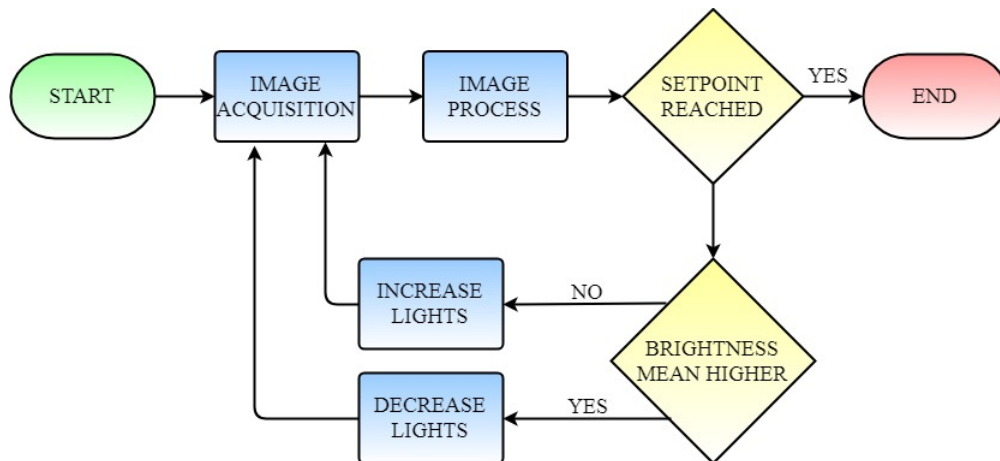 START
IMAGE
ACQUISITION
IMAGE
PROCESS
SETPOINT
REACHED
YES
END
NO
INCREASE
LIGHTS
BRIGHTNESS
MEAN HIGHER
YES
DECREASE
LIGHTS